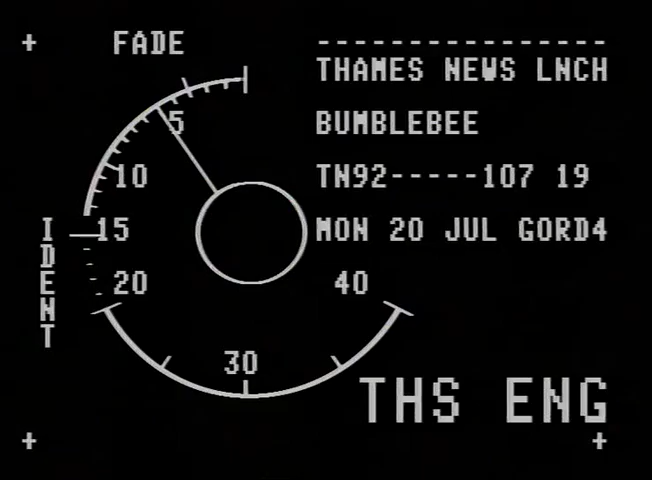 FADE
----------------
THAMES NEWS LNCH
5
BUMBLEBEE
10
TN92-----107 19
IDENT
15
MON 20 JUL GORD4
20
40
30
THS ENG